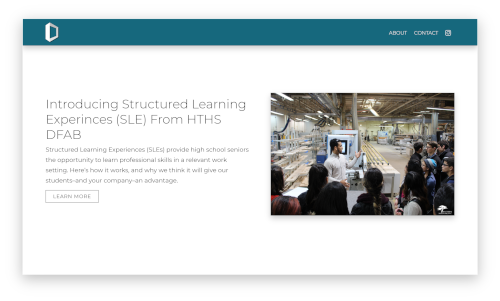 ABOUT CONTACT
Introducing Structured Learning
Experinces (SLE) From HTHS
DFAB
Structured Learning Experiences (SLEs) provide high school seniors
the opportunity to learn professional skills in a relevant work
setting. Here's how it works, and why we think it will give our
students–and your company–an advantage.
LEARN MORE